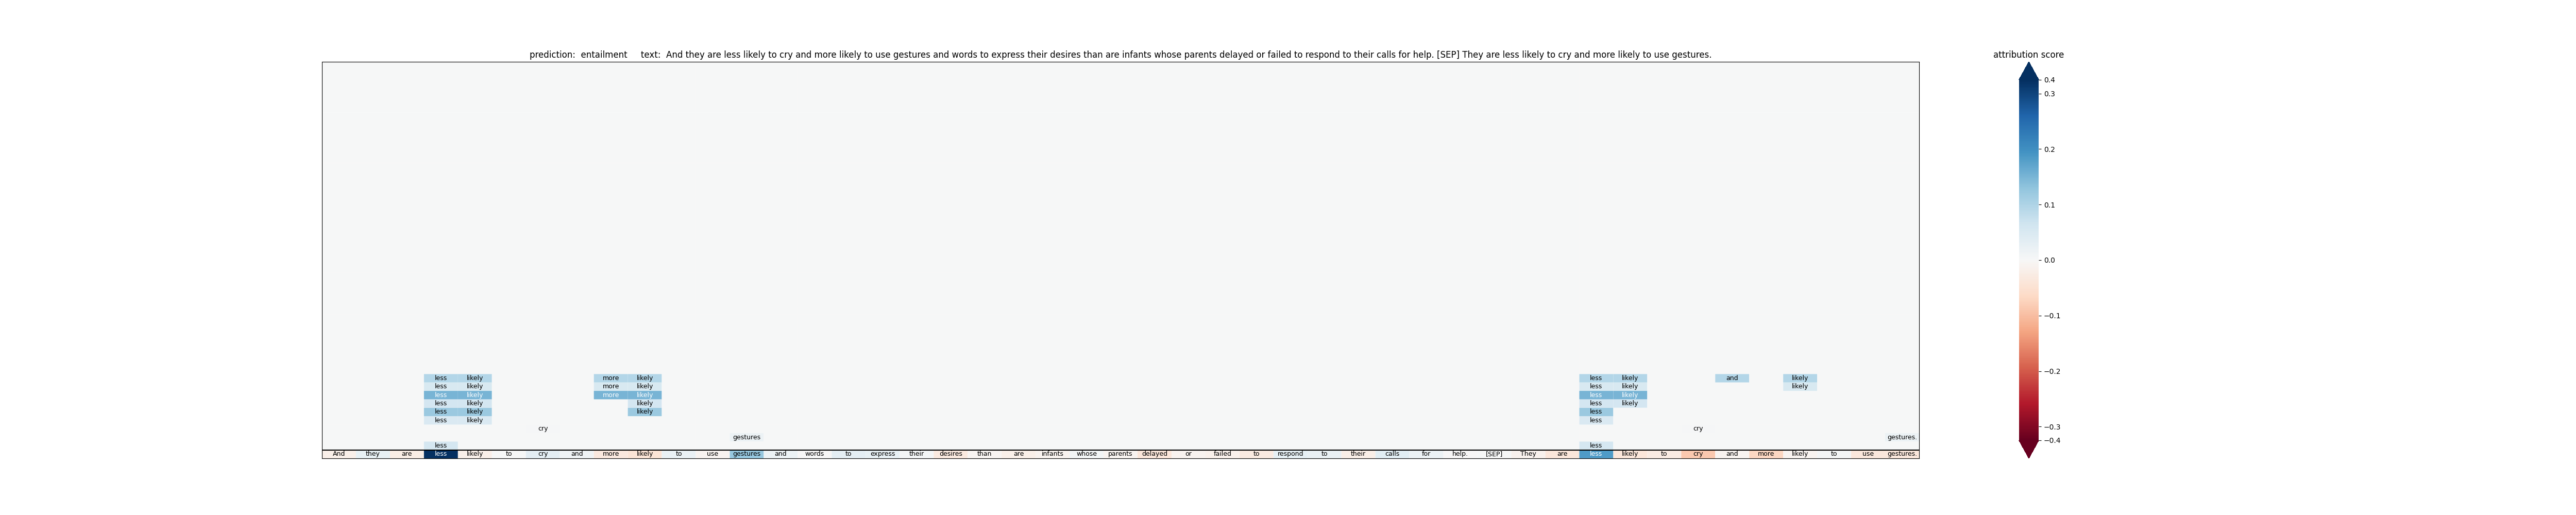 prediction:  entailment     text:  And they are less likely to cry and more likely to use gestures and words to express their desires than are infants whose parents delayed or failed to respond to their calls for help. [SEP] They are less likely to cry and more likely to use gestures.
attribution score
0.4
0.3
0.2
0.1
0.0
−0.1
−0.2
−0.3
−0.4
less likely more likely less likely and likely
less likely more likely less likely likely
less likely more likely less likely
less likely likely less likely
less likely likely less
less likely less
cry cry
gestures gestures.
less less
And they are less likely to cry and more likely to use gestures and words to express their desires than are infants whose parents delayed or failed to respond to their calls for help. [SEP] They are less likely to cry and more likely to use gestures.